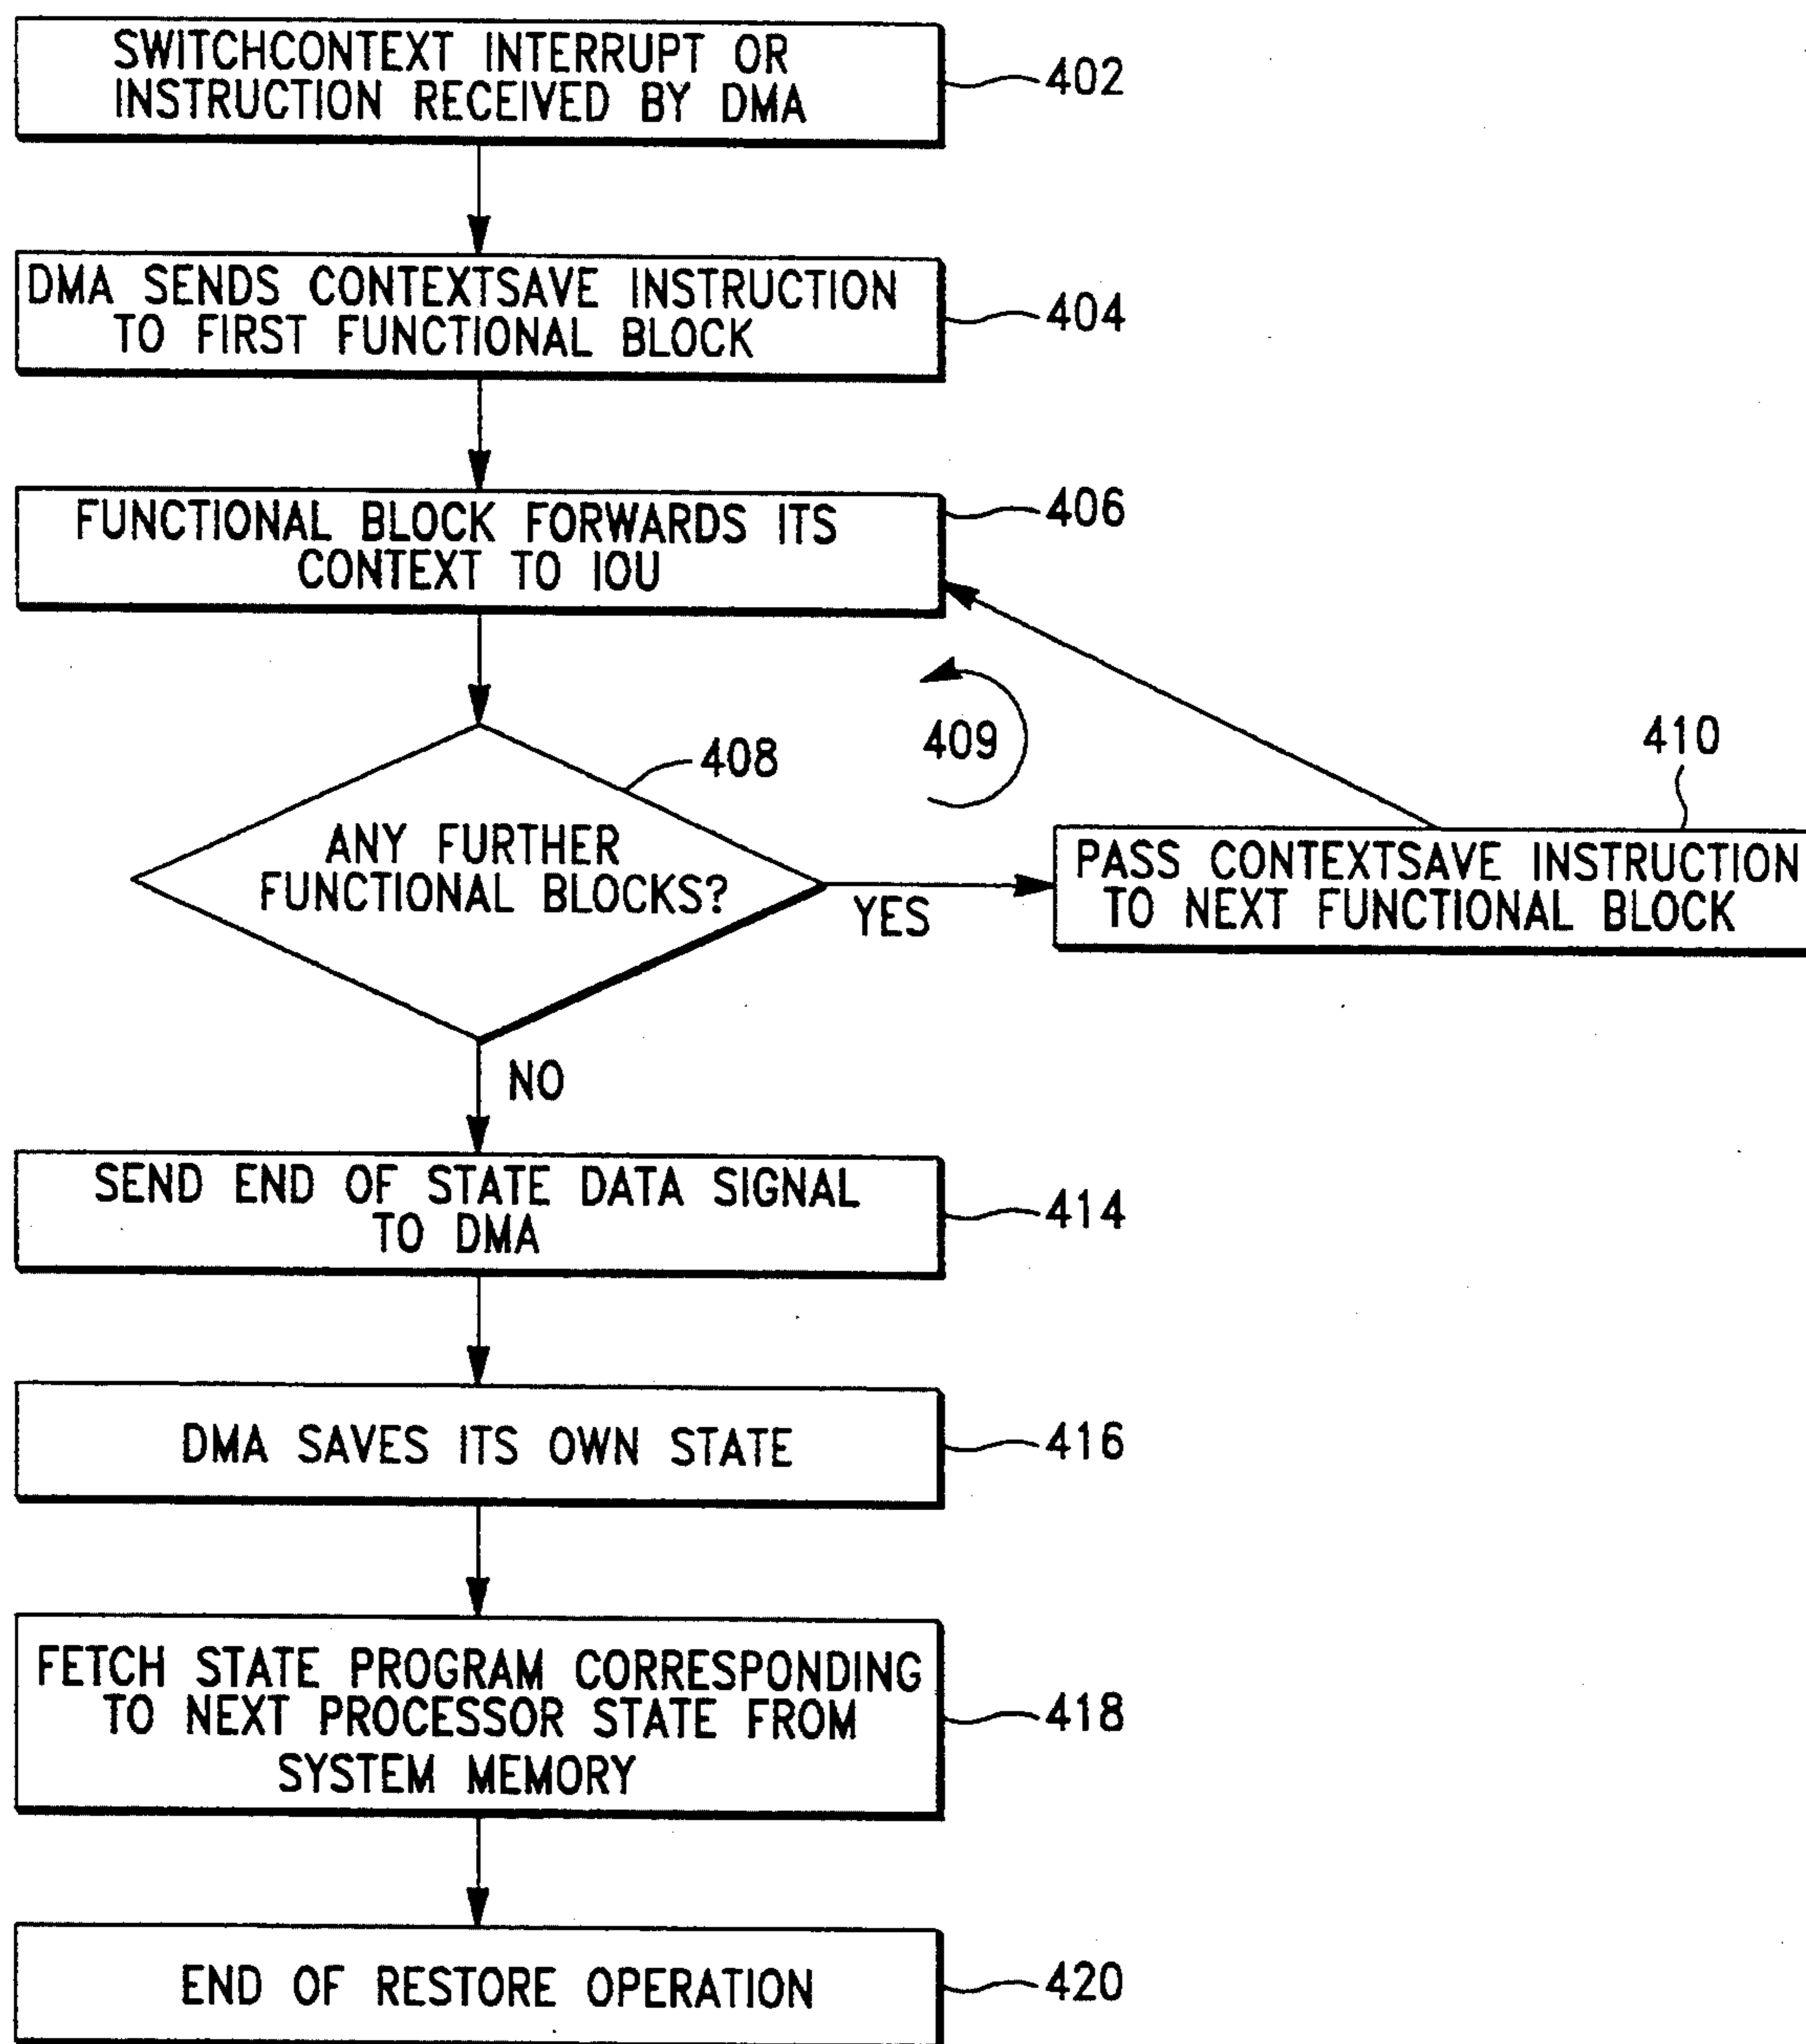 SWITCHCONTEXT INTERRUPT OR
INSTRUCTION RECEIVED BY DMA
402
DMA SENDS CONTEXTSAVE INSTRUCTION
TO FIRST FUNCTIONAL BLOCK
404
FUNCTIONAL BLOCK FORWARDS ITS
CONTEXT TO IOU
406
408
409
410
ANY FURTHER
FUNCTIONAL BLOCKS?
YES
PASS CONTEXTSAVE INSTRUCTION
TO NEXT FUNCTIONAL BLOCK
NO
SEND END OF STATE DATA SIGNAL
TO DMA
414
DMA SAVES ITS OWN STATE
416
FETCH STATE PROGRAM CORRESPONDING
TO NEXT PROCESSOR STATE FROM
SYSTEM MEMORY
418
END OF RESTORE OPERATION
420